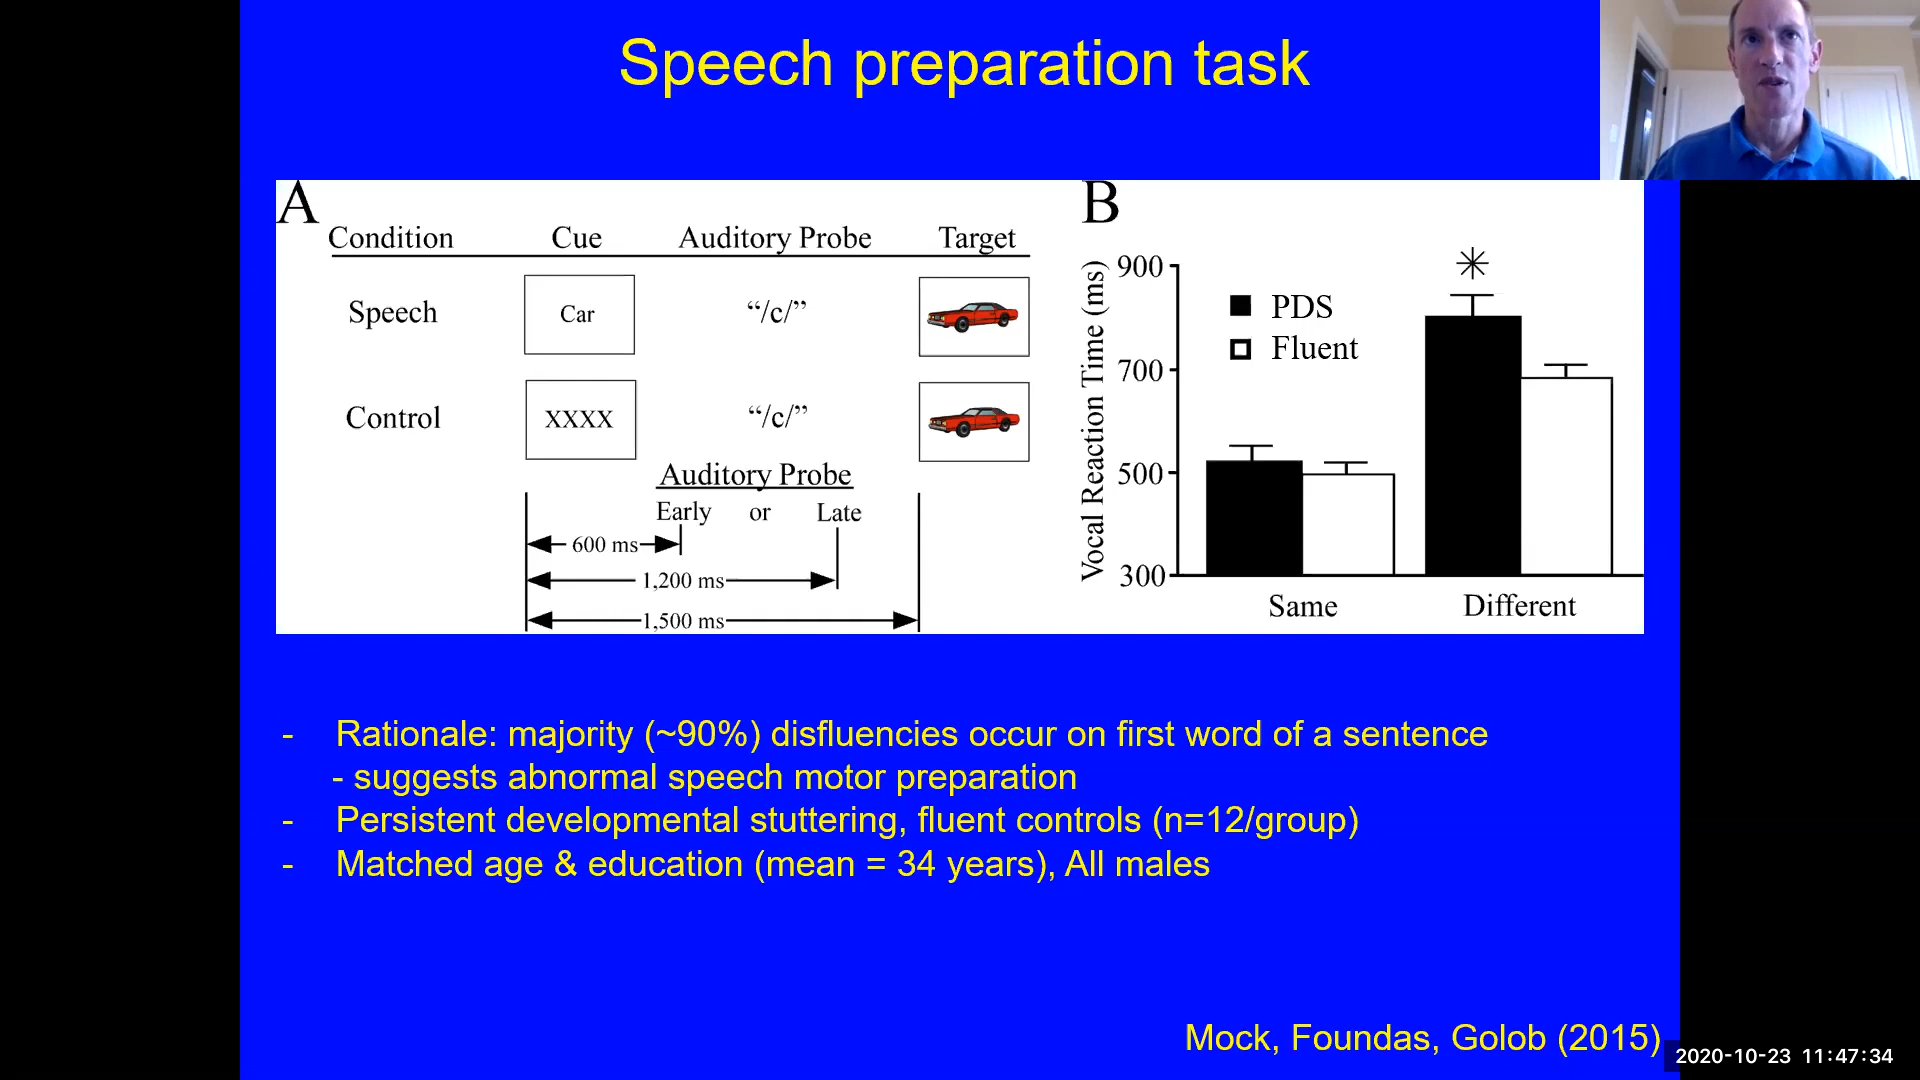 Speech preparation task
A
Condition Cue Auditory Probe Target
Speech Car “/c/”
Control XXXX “/c/”
Auditory Probe
Early or Late
600 ms
1,200 ms
1,500 ms
B
Vocal Reaction Time (ms)
900
700
500
300
PDS
Fluent
Same Different
- Rationale: majority (~90%) disfluencies occur on first word of a sentence
- suggests abnormal speech motor preparation
- Persistent developmental stuttering, fluent controls (n=12/group)
- Matched age & education (mean = 34 years), All males
Mock, Foundas, Golob (2015)
2020-10-23 11:47:34